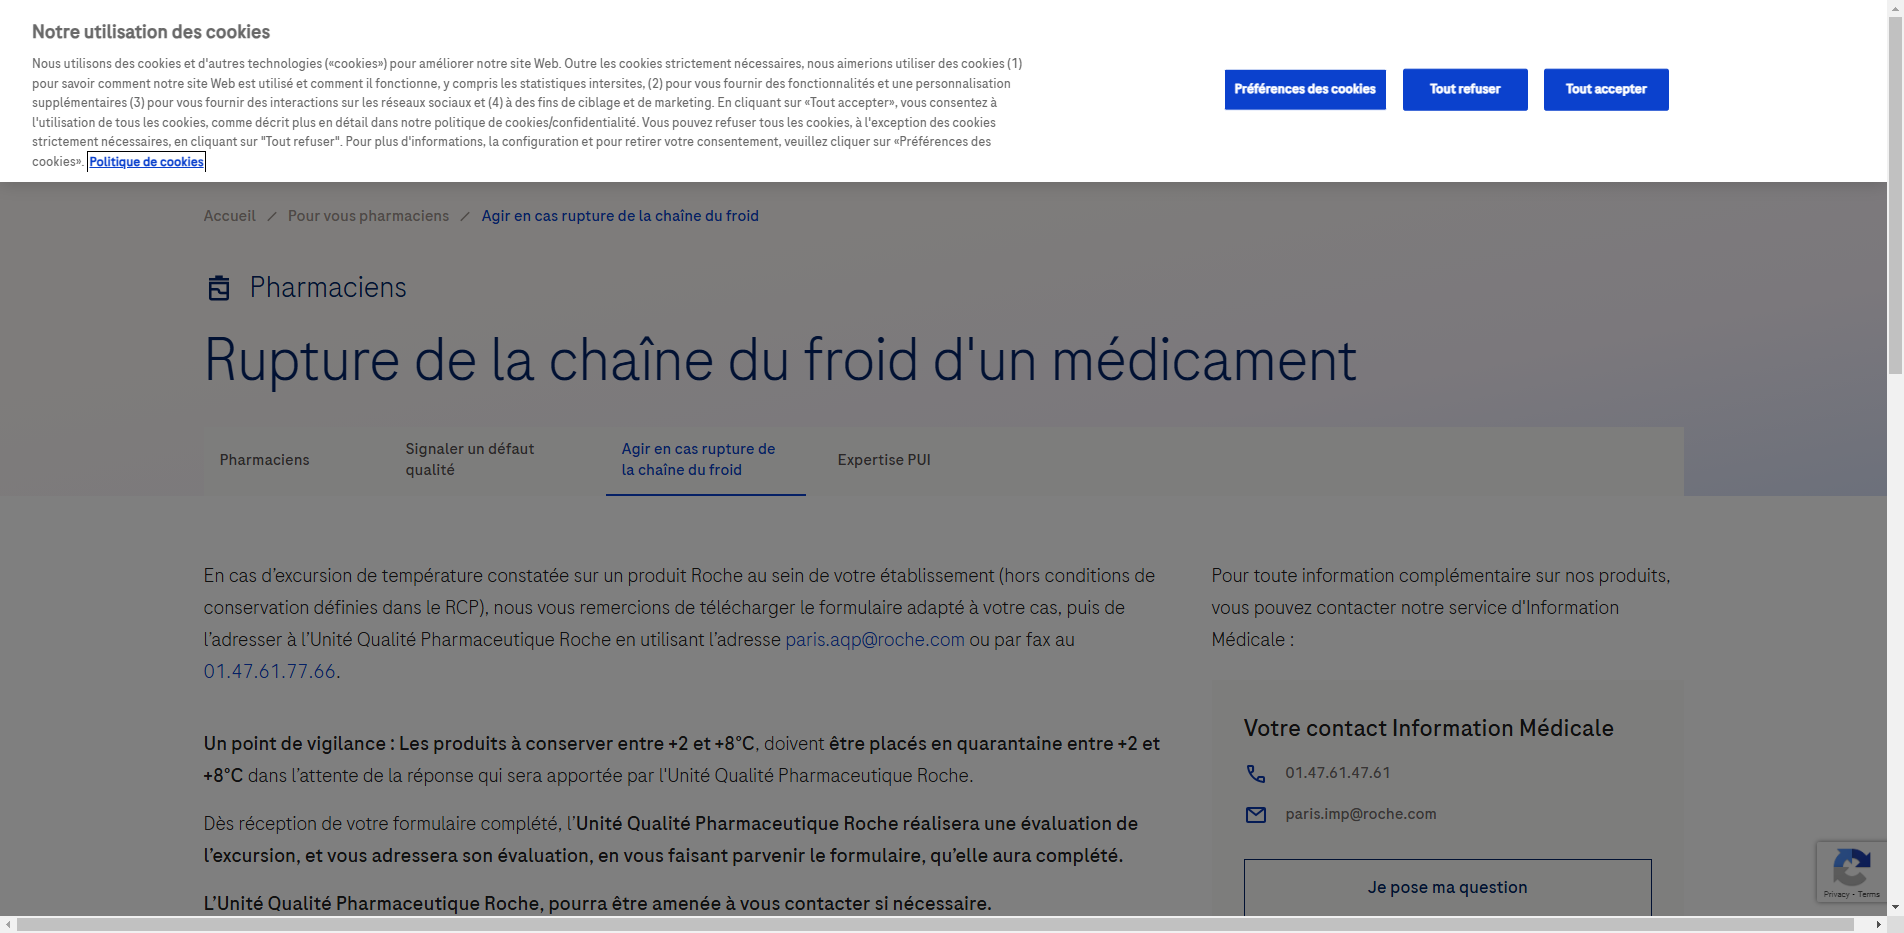 Notre utilisation des cookies
Nous utilisons des cookies et d'autres technologies («cookies») pour améliorer notre site Web. Outre les cookies strictement nécessaires, nous aimerions utiliser des cookies (1)
pour savoir comment notre site Web est utilisé et comment il fonctionne, y compris les statistiques intersites, (2) pour vous fournir des fonctionnalités et une personnalisation
supplémentaires (3) pour vous fournir des interactions sur les réseaux sociaux et (4) à des fins de ciblage et de marketing. En cliquant sur «Tout accepter», vous consentez à
l'utilisation de tous les cookies, comme décrit plus en détail dans notre politique de cookies/confidentialité. Vous pouvez refuser tous les cookies, à l'exception des cookies
strictement nécessaires, en cliquant sur "Tout refuser". Pour plus d'informations, la configuration et pour retirer votre consentement, veuillez cliquer sur «Préférences des
cookies». Politique de cookies
Préférences des cookies
Tout refuser
Tout accepter
Accueil / Pour vous pharmaciens / Agir en cas rupture de la chaîne du froid
Pharmaciens
Rupture de la chaîne du froid d'un médicament
Pharmaciens
Signaler un défaut
qualité
Agir en cas rupture de
la chaîne du froid
Expertise PUI
En cas d’excursion de température constatée sur un produit Roche au sein de votre établissement (hors conditions de
conservation définies dans le RCP), nous vous remercions de télécharger le formulaire adapté à votre cas, puis de
l’adresser à l’Unité Qualité Pharmaceutique Roche en utilisant l’adresse paris.aqp@roche.com ou par fax au
01.47.61.77.66.
Un point de vigilance : Les produits à conserver entre +2 et +8°C, doivent être placés en quarantaine entre +2 et
+8°C dans l’attente de la réponse qui sera apportée par l'Unité Qualité Pharmaceutique Roche.
Dès réception de votre formulaire complété, l’Unité Qualité Pharmaceutique Roche réalisera une évaluation de
l’excursion, et vous adressera son évaluation, en vous faisant parvenir le formulaire, qu’elle aura complété.
L’Unité Qualité Pharmaceutique Roche, pourra être amenée à vous contacter si nécessaire.
Pour toute information complémentaire sur nos produits,
vous pouvez contacter notre service d'Information
Médicale :
Votre contact Information Médicale
01.47.61.47.61
paris.imp@roche.com
Je pose ma question
Privacy - Terms